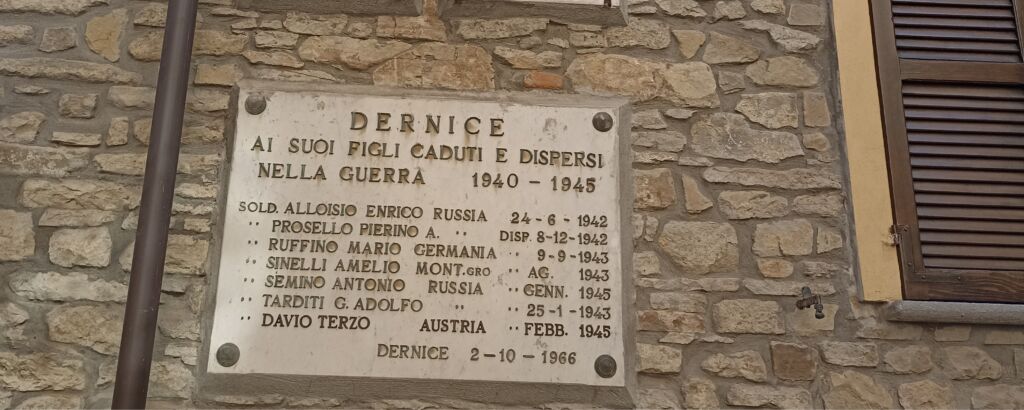 DERNICE
AI SUOI FIGLI CADUTI E DISPERSI
NELLA GUERRA 1940 - 1945
SOLD. ALLOISIO ENRICO RUSSIA 24-6-1942
" PROSELLO PIERINO A. " DISP. 8-12-1942
" RUFFINO MARIO GERMANIA " 9-9-1943
" SINELLI AMELIO MONT.GRO " AG. 1943
" SEMINO ANTONIO RUSSIA " GENN. 1945
" TARDITI G. ADOLFO " " 25-1-1943
" DAVIO TERZO AUSTRIA " FEBB. 1945
DERNICE 2-10-1966